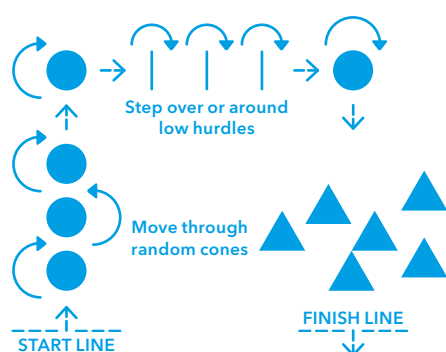 Step over or around
low hurdles
Move through
random cones
START LINE
FINISH LINE